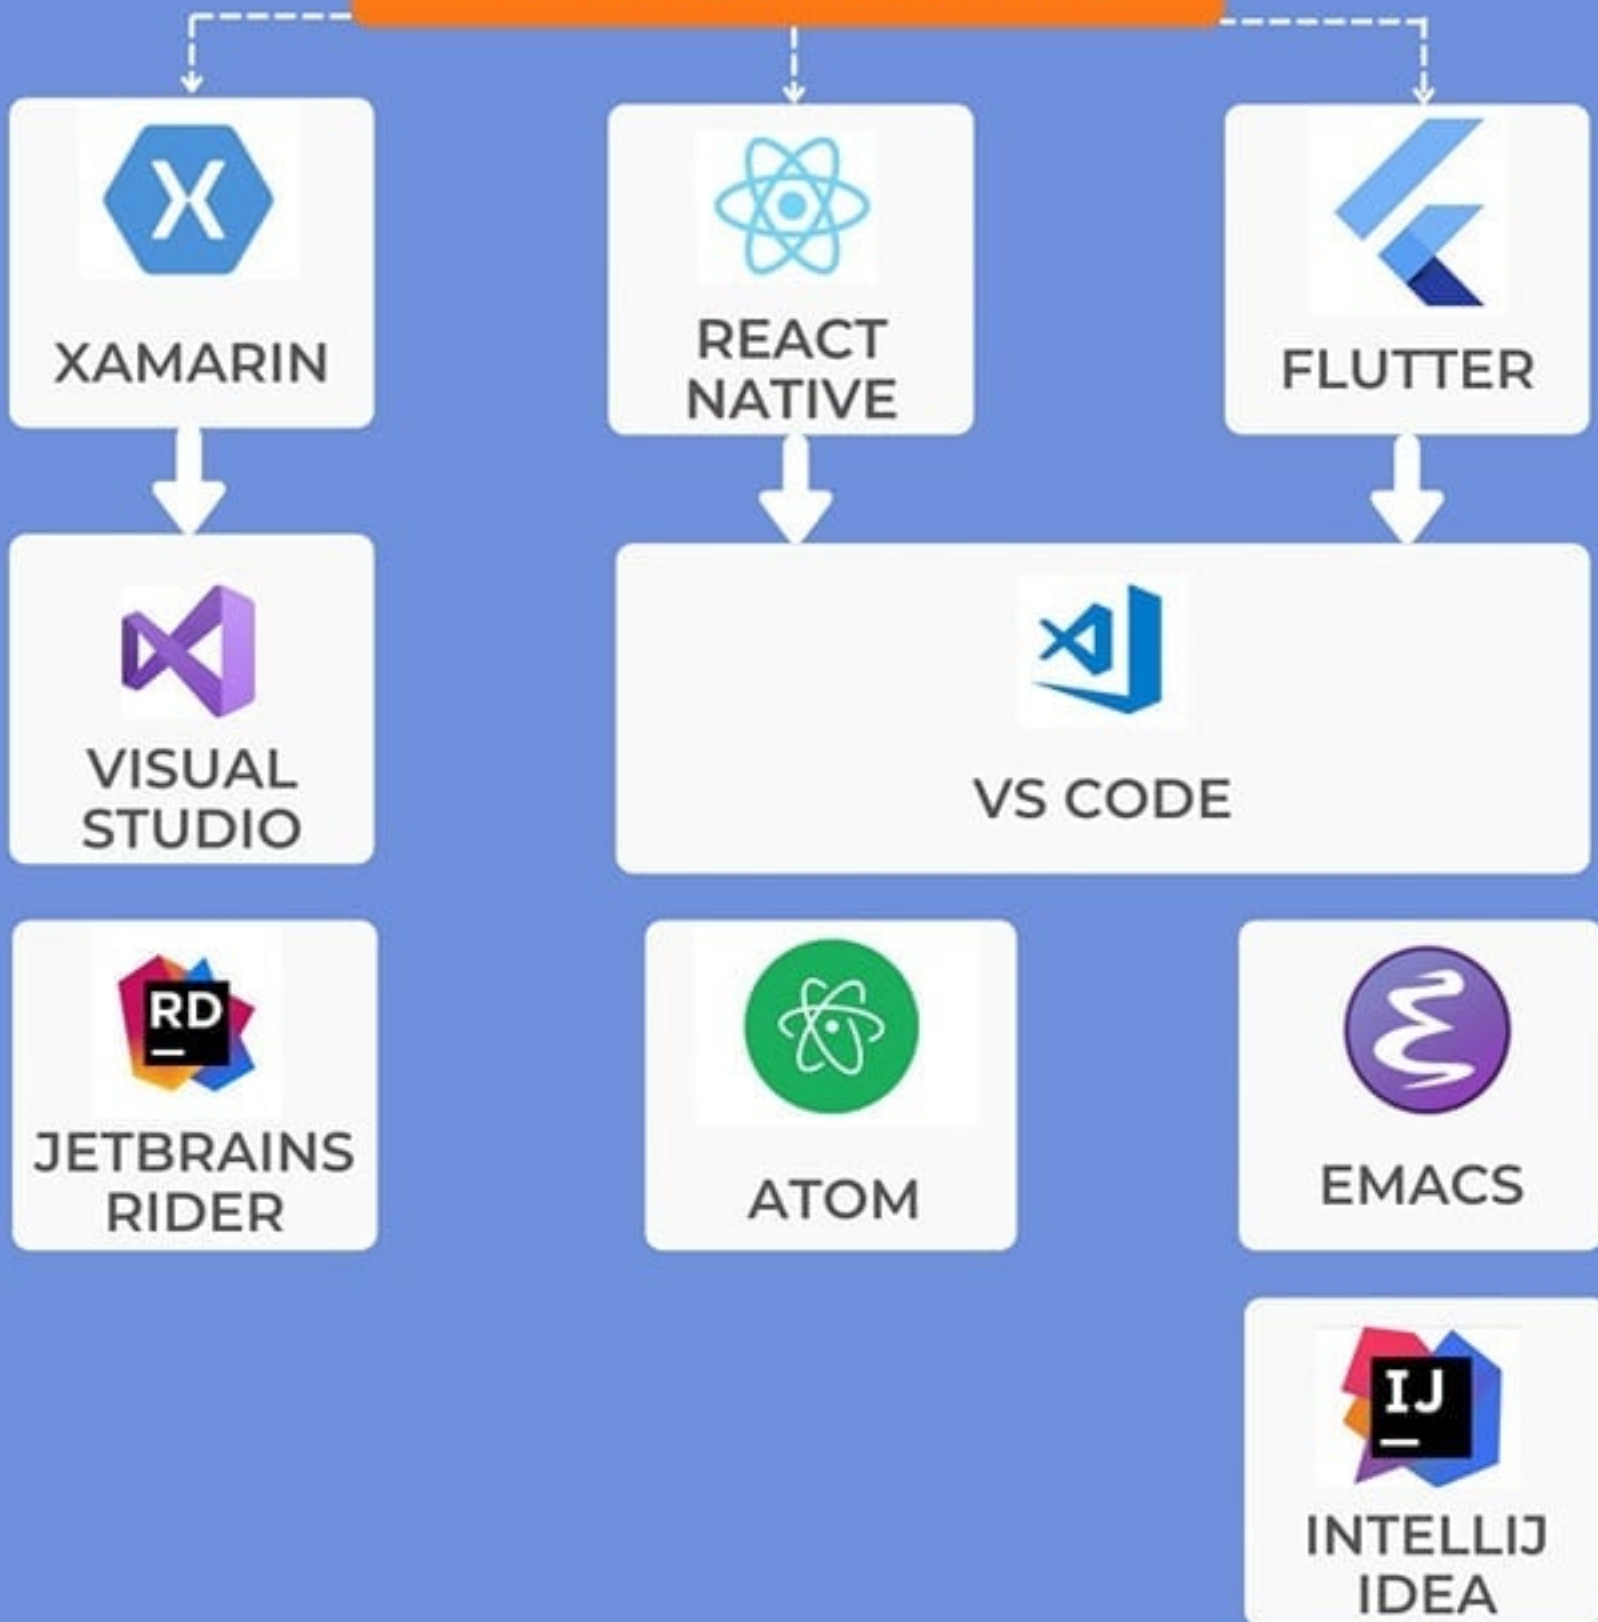 XAMARIN
REACT
NATIVE
FLUTTER
VISUAL
STUDIO
VS CODE
RD
JETBRAINS
RIDER
ATOM
EMACS
IJ
INTELLIJ
IDEA